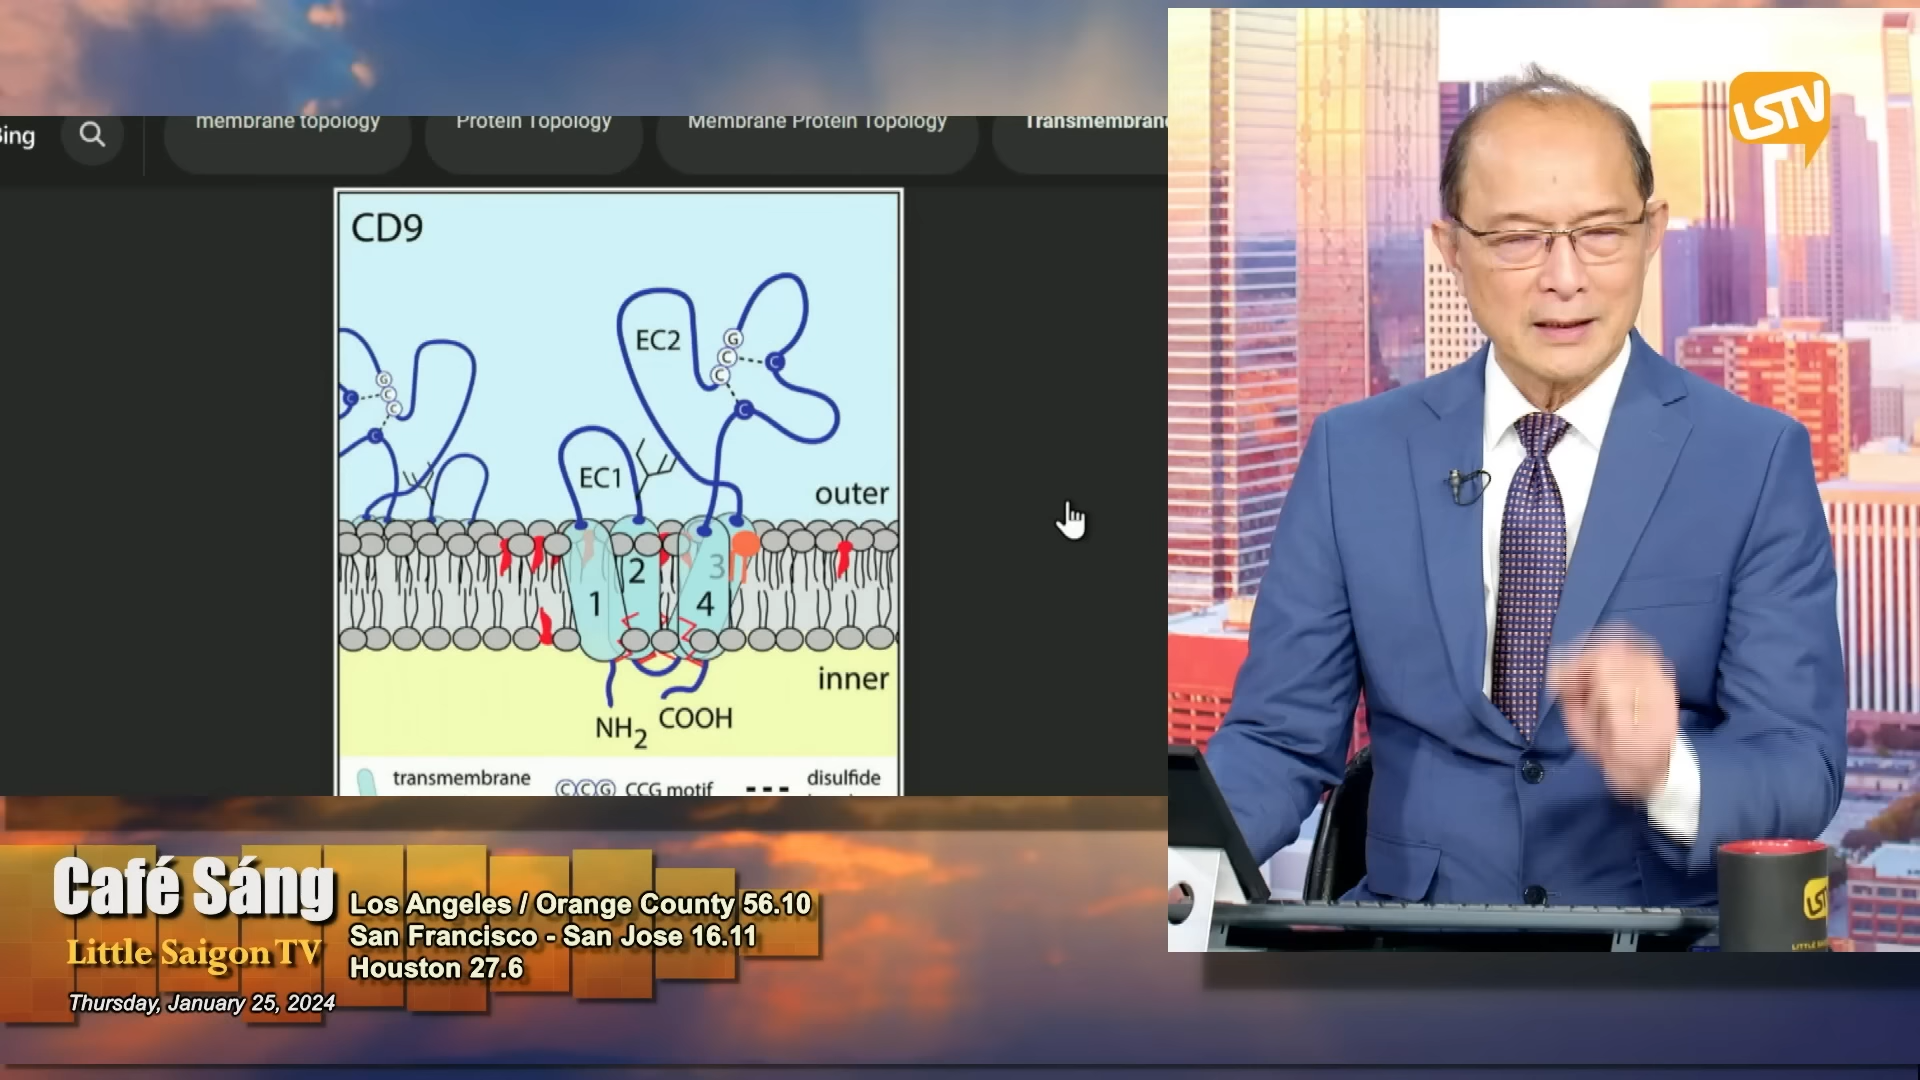 Bing
membrane topology
Protein Topology
Membrane Protein Topology
Transmembrane
LSTV
CD9
EC2
G
C
C
C
C
G
C
C
C
C
EC1
outer
3
2
1
4
inner
NH2
COOH
transmembrane
CCG
CCG motif
disulfide
Café Sáng
Little Saigon TV
Thursday, January 25, 2024
Los Angeles / Orange County 56.10
San Francisco - San Jose 16.11
Houston 27.6